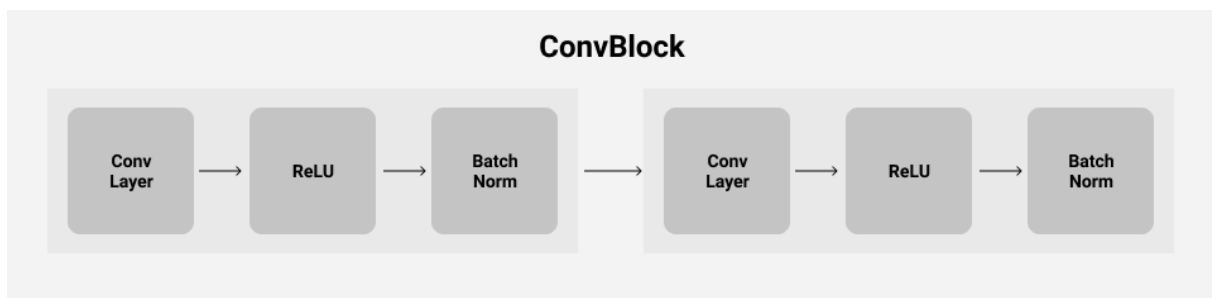 ConvBlock
Conv
Layer
ReLU
Batch
Norm
Conv
Layer
ReLU
Batch
Norm